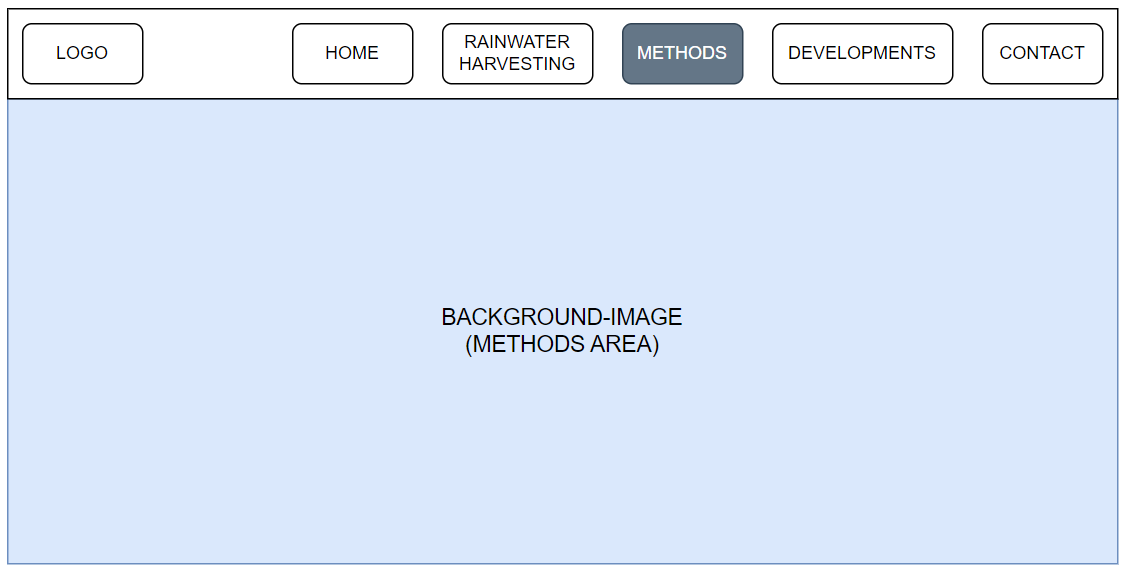 LOGO
HOME
RAINWATER
HARVESTING
METHODS
DEVELOPMENTS
CONTACT
BACKGROUND-IMAGE
(METHODS AREA)